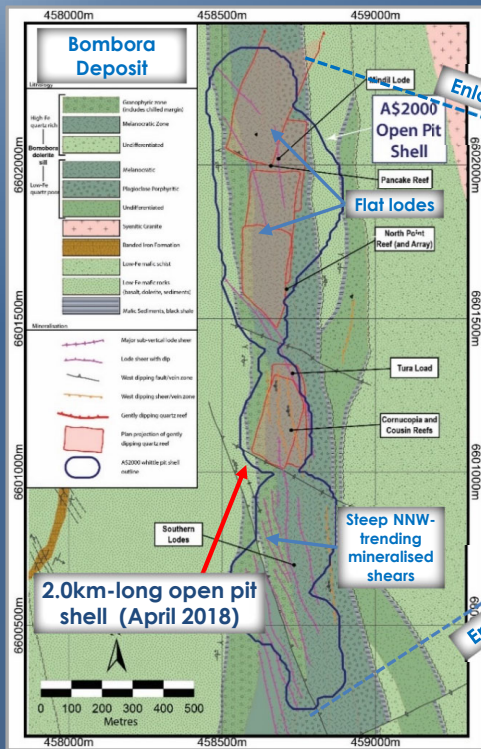 458000m
458500m
459000m
Bombora
Deposit
Lithology
Granophyric zone
(includes chilled margin)
High-Fe
quartz rich
Melanocratic Zone
Undifferentiated
Bombora
dolerite
sill
Melanocratic
Low-Fe
quartz poor
Plagioclase Porphyritic
Undifferentiated
Syenitic Granite
Banded Iron Formation
Low-Fe mafic schist
Low-Fe mafic rocks
(basalt, dolerite, sediments)
Mafic Sediments, black shale
Mineralisation
Major sub-vertical lode shear
Lode shear with dip
West dipping fault/vein zone
West dipping shear/vein zone
Gently dipping quartz reef
Plan projection of gently
dipping quartz reef
A$2000 whittle pit shell
outline
Mindil Lode
A$2000
Open Pit
Shell
Pancake Reef
Flat lodes
North Point
Reef (and Array)
Tura Load
Cornucopia and
Cousin Reefs
Steep NNW-
trending
mineralised
shears
Southern
Lodes
2.0km-long open pit
shell (April 2018)
6602000m
6601500m
6601000m
6600500m
0 100 200 300 400 500
Metres
458000m
458500m
459000m